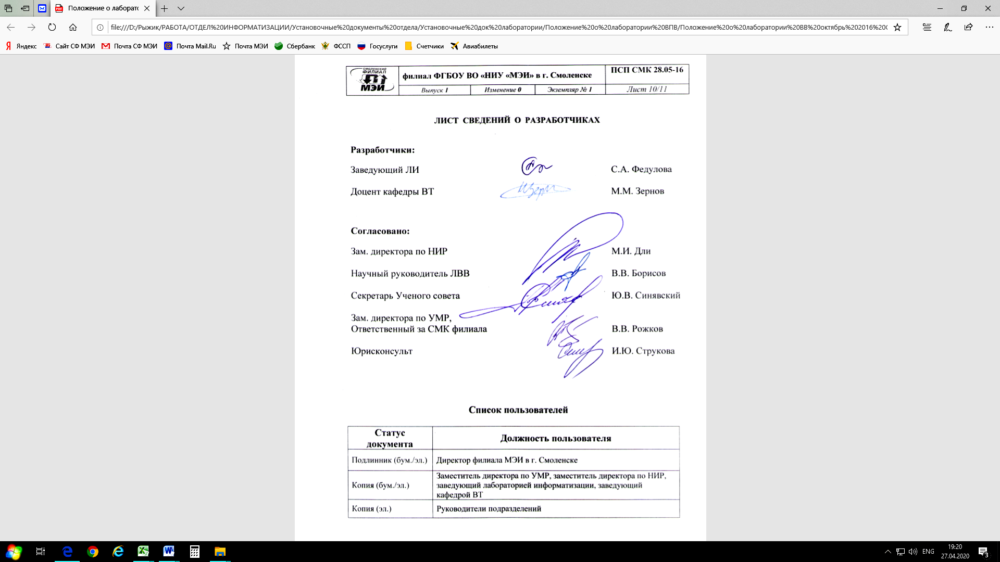 Положение о лаборато
file:///D:/Рыжик/РАБОТА/ОТДЕЛ%20ИНФОРМАТИЗАЦИИ/Установочные%20документы%20отдела/Установочные%20док%20лаборатории/Положение%20о%20лаборатории%20ВПВ/Положение%20о%20лаборатории%20ВВ%20октябрь%202016%20
Яндекс Сайт СФ МЭИ Почта СФ МЭИ Почта Mail.Ru Почта МЭИ Сбербанк ФССП Госуслуги Счетчики Авиабилеты
СМОЛЕНСКИЙ
ФИЛИАЛ
МЭИ
филиал ФГБОУ ВО «НИУ «МЭИ» в г. Смоленске
ПСП СМК 28.05-16
Выпуск 1 Изменение 0 Экземпляр № 1 Лист 10/11
ЛИСТ СВЕДЕНИЙ О РАЗРАБОТЧИКАХ
Разработчики:
Заведующий ЛИ С.А. Федулова
Доцент кафедры ВТ М.М. Зернов
Согласовано:
Зам. директора по НИР М.И. Дли
Научный руководитель ЛВВ В.В. Борисов
Секретарь Ученого совета Ю.В. Синявский
Зам. директора по УМР,
Ответственный за СМК филиала В.В. Рожков
Юрисконсульт И.Ю. Струкова
Список пользователей
Статус
документа
Должность пользователя
Подлинник (бум./эл.) Директор филиала МЭИ в г. Смоленске
Копия (бум./эл.)
Заместитель директора по УМР, заместитель директора по НИР,
заведующий лабораторией информатизации, заведующий
кафедрой ВТ
Копия (эл.) Руководители подразделений
ENG
19:20
27.04.2020
3